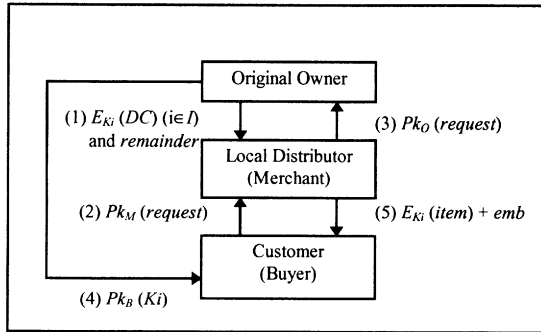 Original Owner
(1) E_Ki (DC) (i∈I)
and remainder
(3) Pk_O (request)
Local Distributor
(Merchant)
(2) Pk_M (request)
(5) E_Ki (item) + emb
Customer
(Buyer)
(4) Pk_B (Ki)